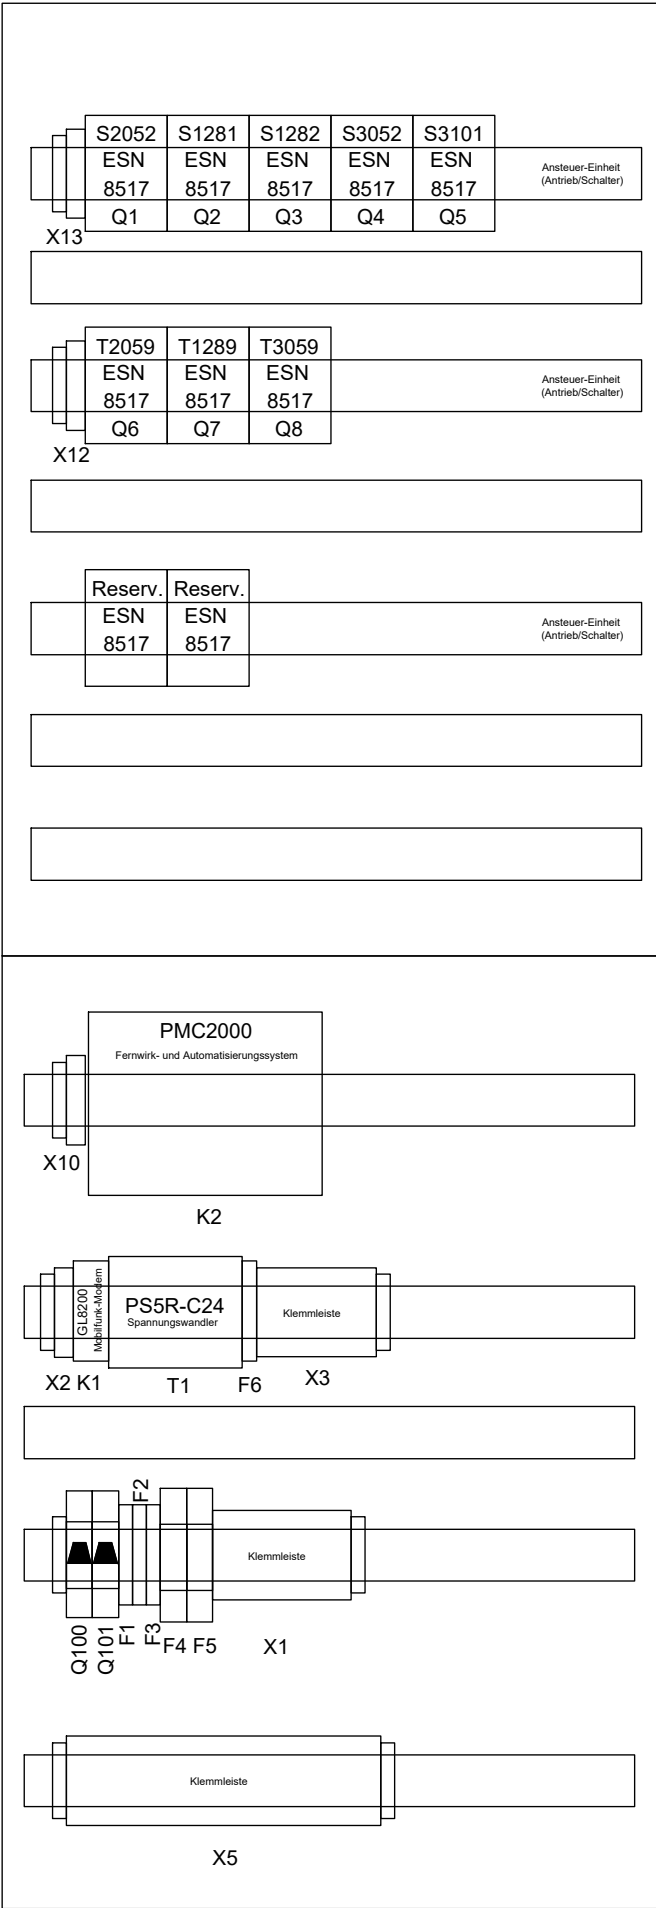 S2052 S1281 S1282 S3052 S3101
ESN ESN ESN ESN ESN
8517 8517 8517 8517 8517
Q1 Q2 Q3 Q4 Q5
Ansteuer-Einheit
(Antrieb/Schalter)
X13
T2059 T1289 T3059
ESN ESN ESN
8517 8517 8517
Q6 Q7 Q8
Ansteuer-Einheit
(Antrieb/Schalter)
X12
Reserv. Reserv.
ESN ESN
8517 8517
Ansteuer-Einheit
(Antrieb/Schalter)
PMC2000
Fernwirk- und Automatisierungssystem
X10
K2
GL8200
Mobilfunk-Modem
PS5R-C24
Spannungswandler
Klemmleiste
X2 K1 T1 F6 X3
F2
Klemmleiste
Q100 Q101 F1 F3 F4 F5 X1
Klemmleiste
X5